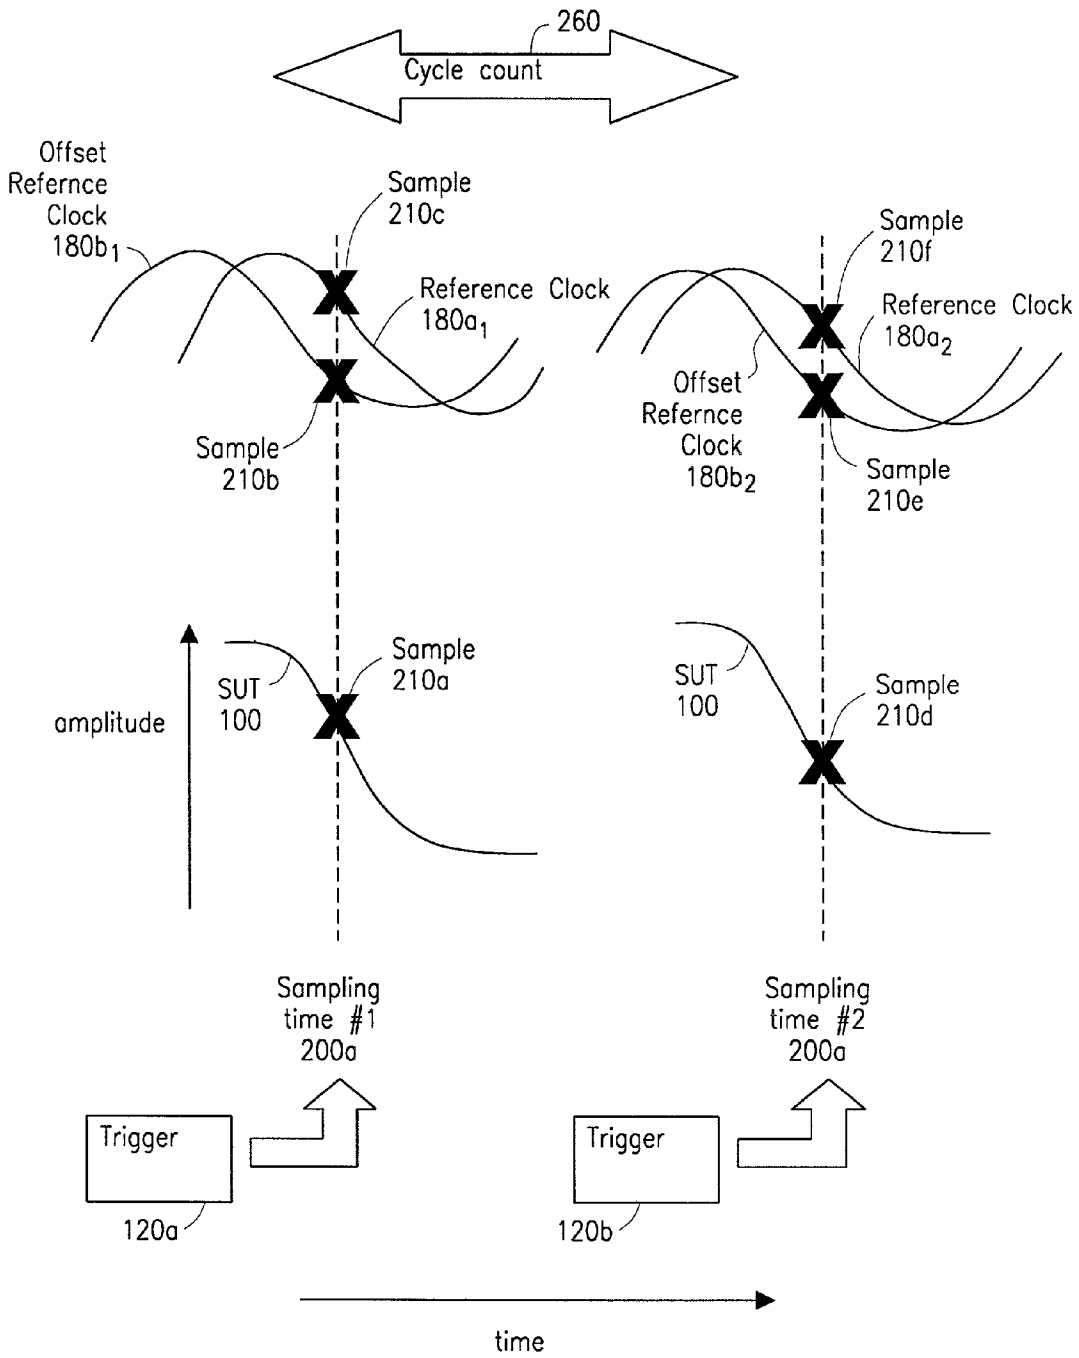 260
Cycle count
Offset
Refernce
Clock
180b1
Sample
210c
Reference Clock
180a1
Sample
210b
Sample
210f
Reference Clock
180a2
Offset
Refernce
Clock
180b2
Sample
210e
amplitude
SUT
100
Sample
210a
SUT
100
Sample
210d
Sampling
time #1
200a
Sampling
time #2
200a
Trigger
120a
Trigger
120b
time